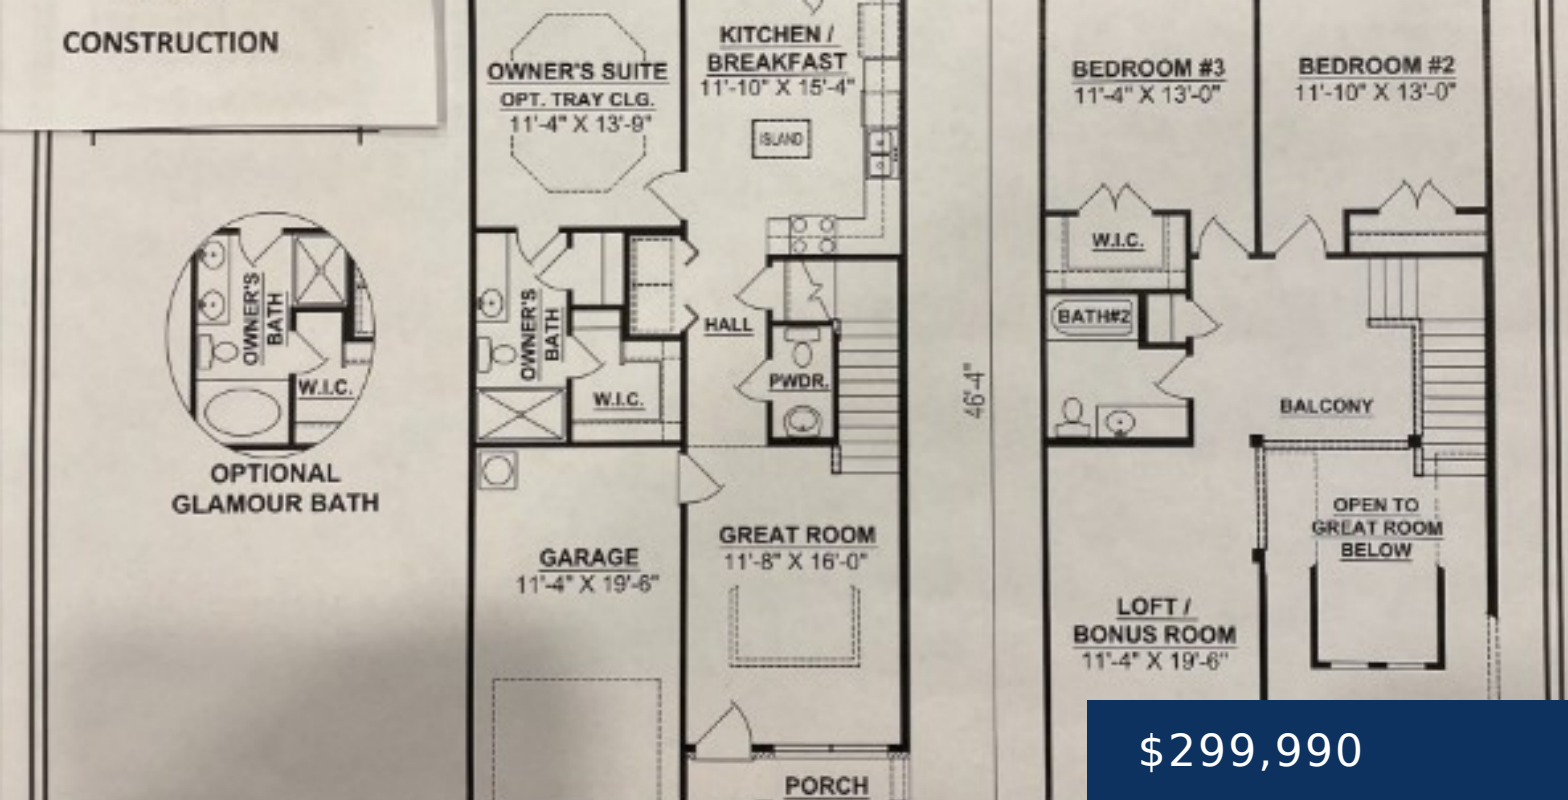 CONSTRUCTION
OWNER'S SUITE
OPT. TRAY CLG.
11'-4" X 13'-9"
KITCHEN /
BREAKFAST
11'-10" X 15'-4"
ISLAND
BEDROOM #3
11'-4" X 13'-0"
BEDROOM #2
11'-10" X 13'-0"
OWNER'S
BATH
W.I.C.
OPTIONAL
GLAMOUR BATH
OWNER'S
BATH
W.I.C.
HALL
PWDR.
46'-4"
W.I.C.
BATH#2
BALCONY
GARAGE
11'-4" X 19'-6"
GREAT ROOM
11'-8" X 16'-0"
PORCH
OPEN TO
GREAT ROOM
BELOW
LOFT /
BONUS ROOM
11'-4" X 19'-6"
$299,990